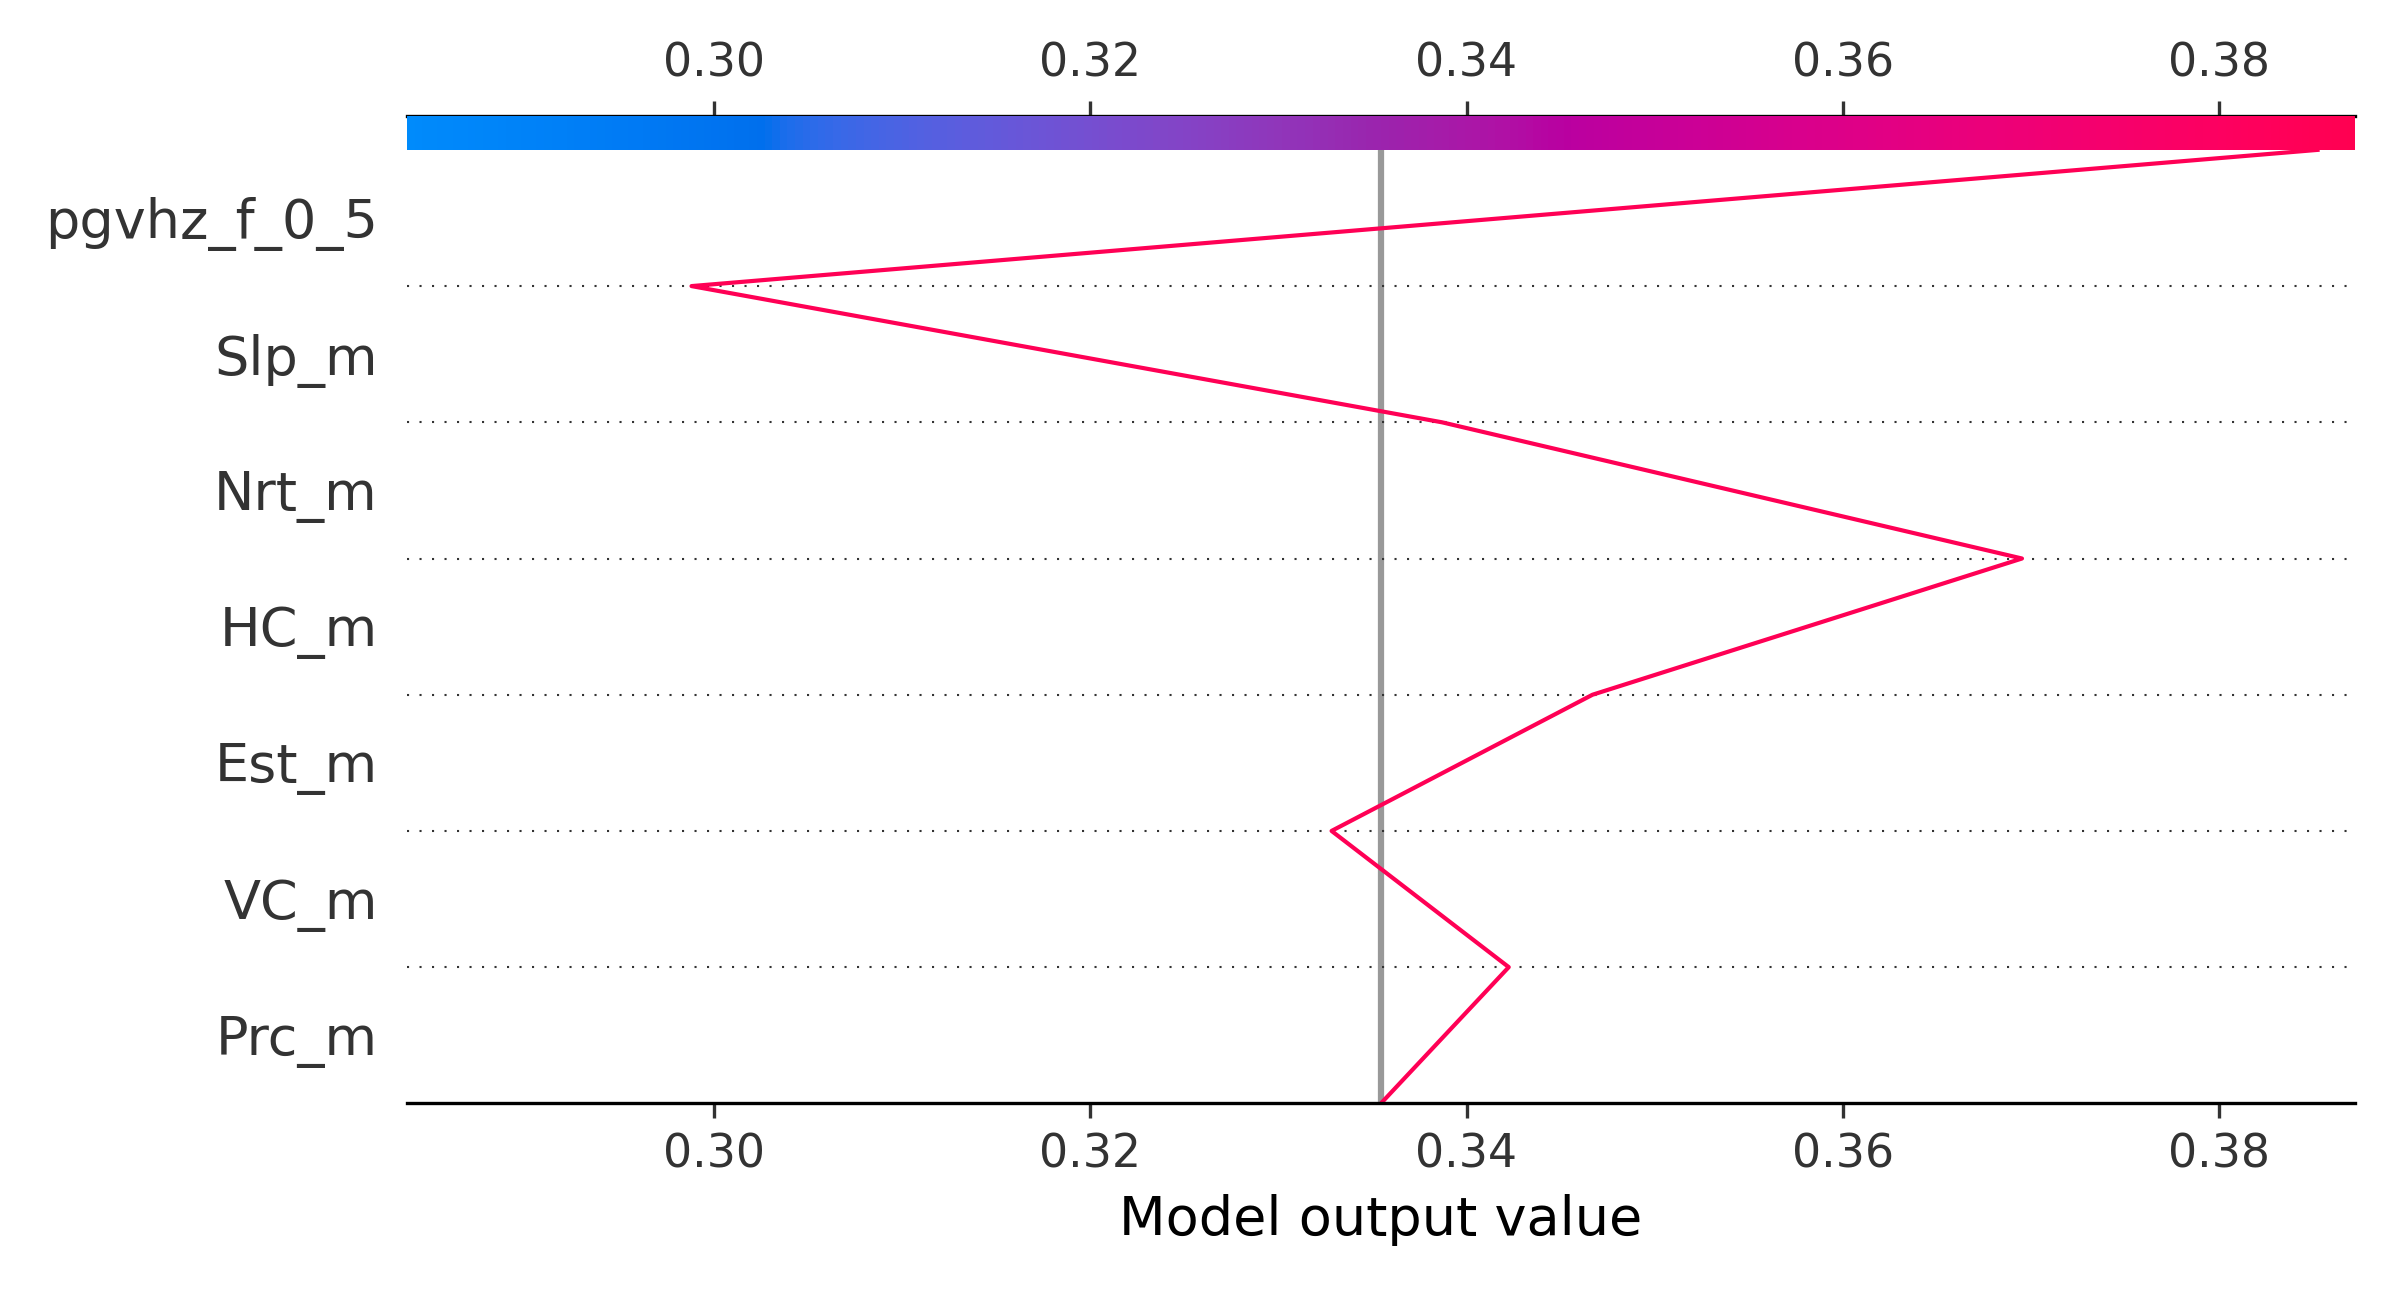 0.30 0.32 0.34 0.36 0.38
pgvhz_f_0_5
Slp_m
Nrt_m
HC_m
Est_m
VC_m
Prc_m
0.30 0.32 0.34 0.36 0.38
Model output value